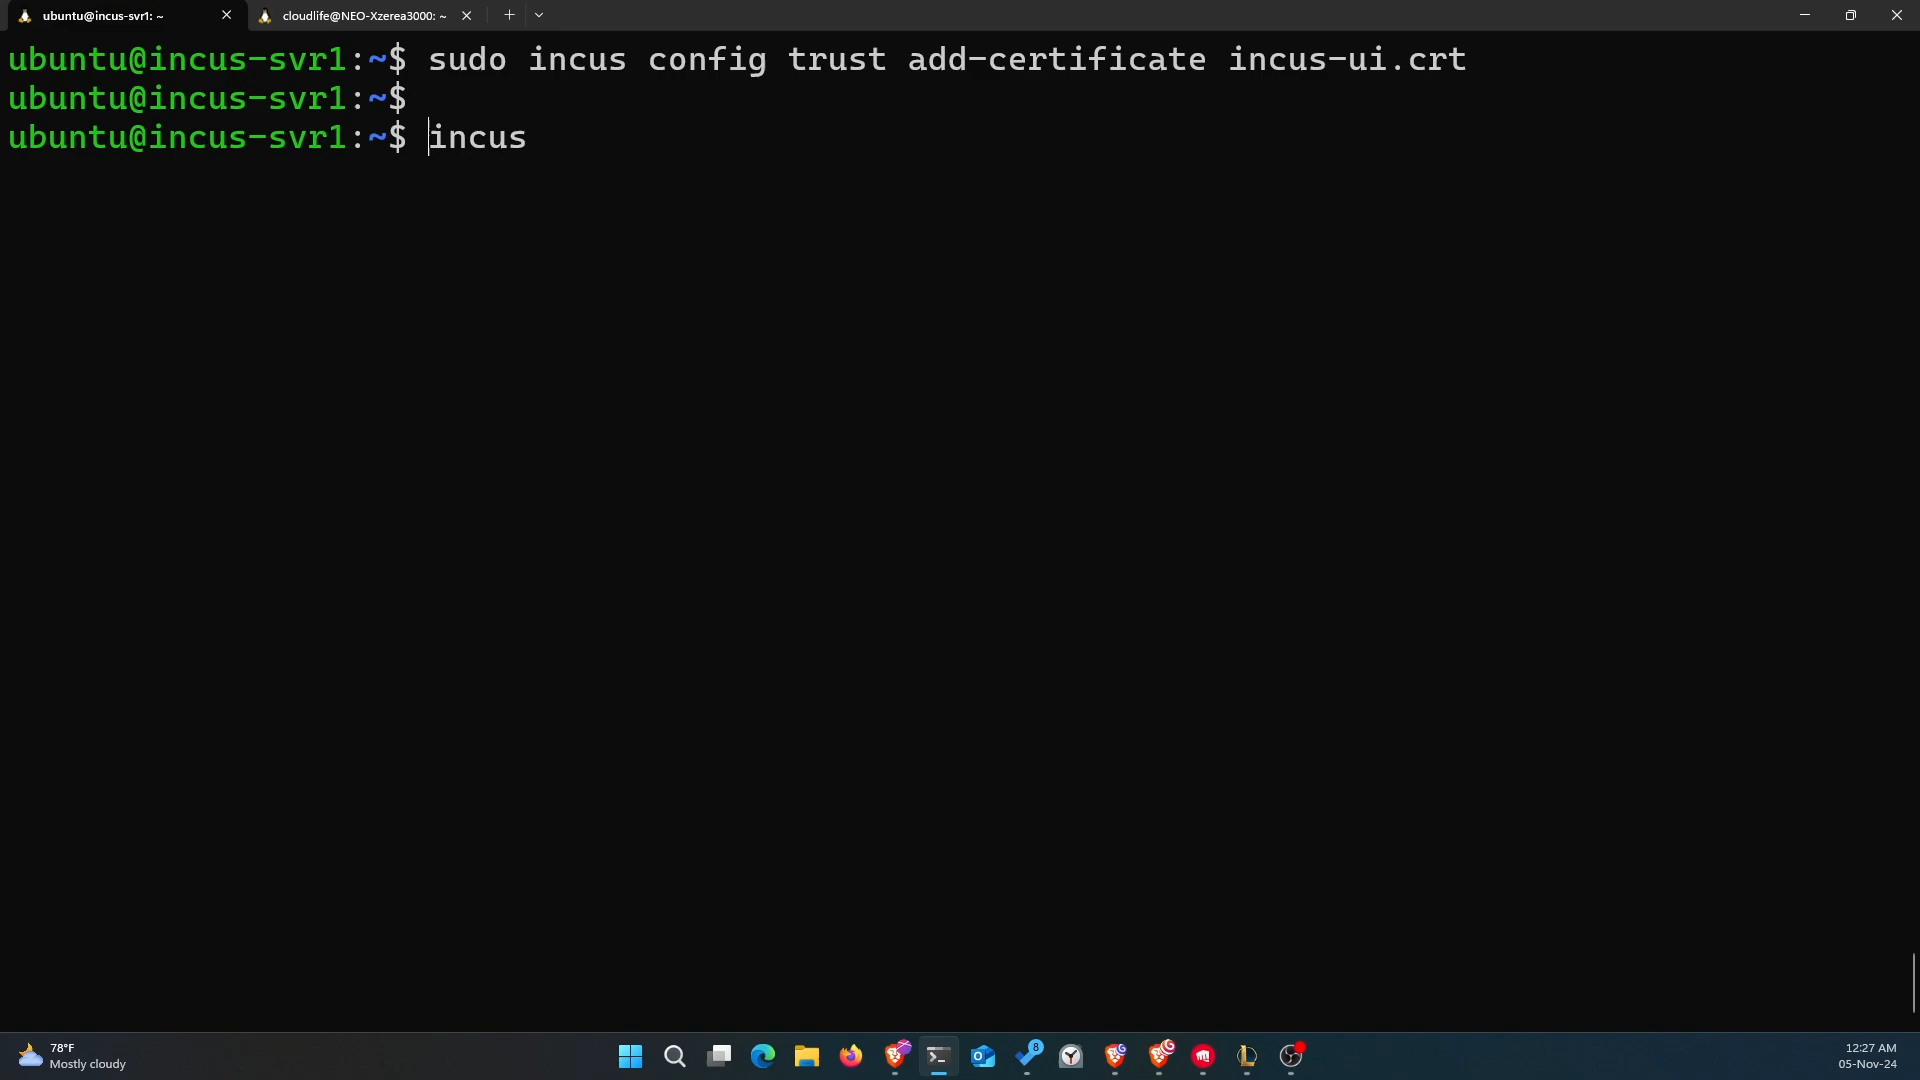 ubuntu@incus-svr1: ~
cloudlife@NEO-Xzerea3000: ~
ubuntu@incus-svr1:~$ sudo incus config trust add-certificate incus-ui.crt
ubuntu@incus-svr1:~$
ubuntu@incus-svr1:~$ incus
78°F
Mostly cloudy
8
12:27 AM
05-Nov-24